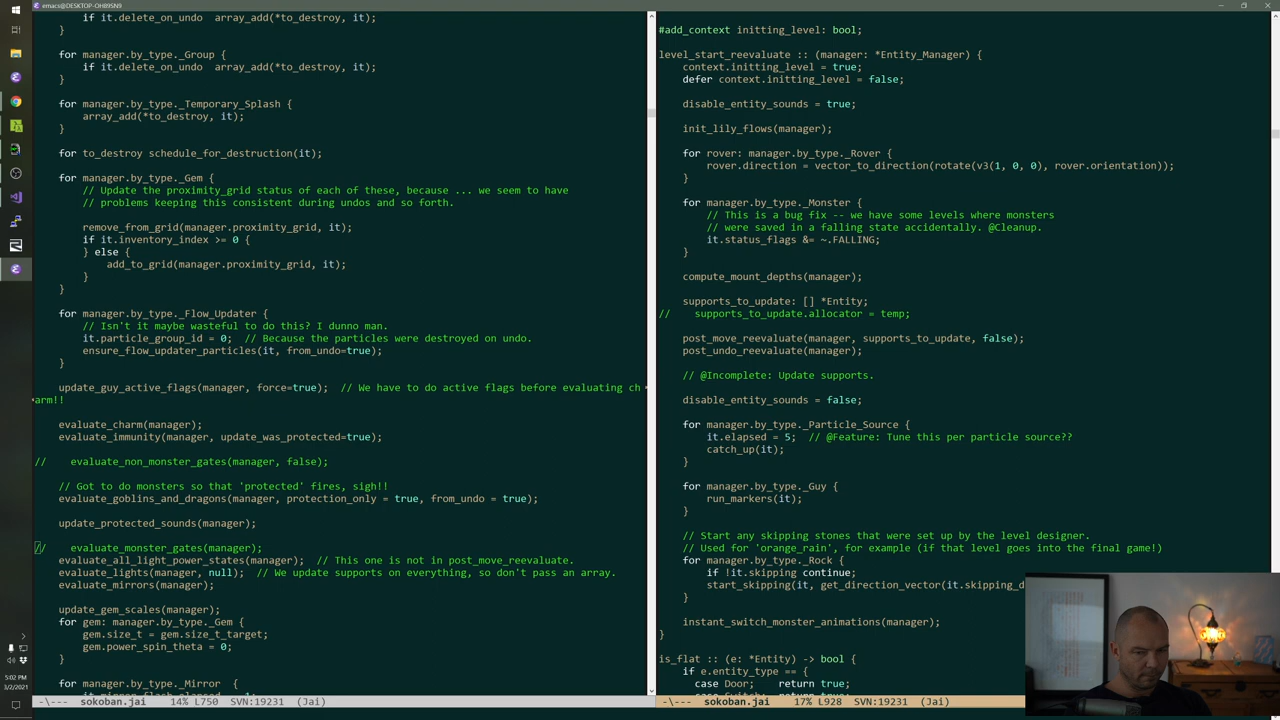 emacs@DESKTOP-OH89SN9
if it.delete_on_undo  array_add(*to_destroy, it);
}
for manager.by_type._Group {
if it.delete_on_undo  array_add(*to_destroy, it);
}
for manager.by_type._Temporary_Splash {
array_add(*to_destroy, it);
}
for to_destroy schedule_for_destruction(it);
for manager.by_type._Gem {
// Update the proximity_grid status of each of these, because ... we seem to have
// problems keeping this consistent during undos and so forth.
remove_from_grid(manager.proximity_grid, it);
if it.inventory_index >= 0 {
} else {
add_to_grid(manager.proximity_grid, it);
}
}
for manager.by_type._Flow_Updater {
// Isn't it maybe wasteful to do this? I dunno man.
it.particle_group_id = 0;  // Because the particles were destroyed on undo.
ensure_flow_updater_particles(it, from_undo=true);
}
update_guy_active_flags(manager, force=true);  // We have to do active flags before evaluating ch
arm!!
evaluate_charm(manager);
evaluate_immunity(manager, update_was_protected=true);
//    evaluate_non_monster_gates(manager, false);
// Got to do monsters so that 'protected' fires, sigh!!
evaluate_goblins_and_dragons(manager, protection_only = true, from_undo = true);
update_protected_sounds(manager);
//    evaluate_monster_gates(manager);
evaluate_all_light_power_states(manager);  // This one is not in post_move_reevaluate.
evaluate_lights(manager, null);  // We update supports on everything, so don't pass an array.
evaluate_mirrors(manager);
update_gem_scales(manager);
for gem: manager.by_type._Gem {
gem.size_t = gem.size_t_target;
gem.power_spin_theta = 0;
}
for manager.by_type._Mirror  {
-\---  sokoban.jai    14% L750   SVN:19231  (Jai)
#add_context initting_level: bool;
level_start_reevaluate :: (manager: *Entity_Manager) {
context.initting_level = true;
defer context.initting_level = false;
disable_entity_sounds = true;
init_lily_flows(manager);
for rover: manager.by_type._Rover {
rover.direction = vector_to_direction(rotate(v3(1, 0, 0), rover.orientation));
}
for manager.by_type._Monster {
// This is a bug fix -- we have some levels where monsters
// were saved in a falling state accidentally. @Cleanup.
it.status_flags &= ~.FALLING;
}
compute_mount_depths(manager);
supports_to_update: [] *Entity;
//    supports_to_update.allocator = temp;
post_move_reevaluate(manager, supports_to_update, false);
post_undo_reevaluate(manager);
// @Incomplete: Update supports.
disable_entity_sounds = false;
for manager.by_type._Particle_Source {
it.elapsed = 5;  // @Feature: Tune this per particle source??
catch_up(it);
}
for manager.by_type._Guy {
run_markers(it);
}
// Start any skipping stones that were set up by the level designer.
// Used for 'orange_rain', for example (if that level goes into the final game!)
for manager.by_type._Rock {
if !it.skipping continue;
start_skipping(it, get_direction_vector(it.skipping_d
}
instant_switch_monster_animations(manager);
}
is_flat :: (e: *Entity) -> bool {
if e.entity_type == {
case Door;    return true;
-\---  sokoban.jai    17% L928   SVN:19231  (Jai)
5:02 PM
5/2/2021